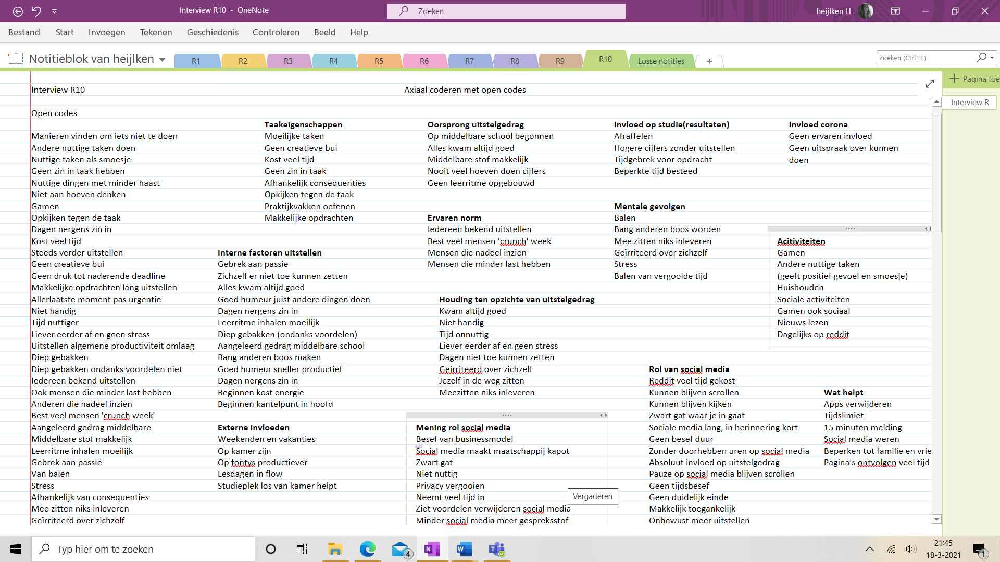 Interview R10 - OneNote
Zoeken
heijlken H
Bestand Start Invoegen Tekenen Geschiedenis Controleren Beeld Help
Notitieblok van heijlken
R1 R2 R3 R4 R5 R6 R7 R8 R9 R10 Losse notities +
Zoeken (Ctrl+E)
Pagina toe
Interview R
Interview R10
Axiaal coderen met open codes
Open codes
Manieren vinden om iets niet te doen
Andere nuttige taken doen
Nuttige taken als smoesje
Geen zin in taak hebben
Nuttige dingen met minder haast
Niet aan hoeven denken
Gamen
Opkijken tegen de taak
Dagen nergens zin in
Kost veel tijd
Steeds verder uitstellen
Geen creatieve bui
Geen druk tot naderende deadline
Makkelijke opdrachten lang uitstellen
Allerlaatste moment pas urgentie
Niet handig
Tijd nuttiger
Liever eerder af en geen stress
Uitstellen algemene productiviteit omlaag
Diep gebakken
Diep gebakken ondanks voordelen niet
Iedereen bekend uitstellen
Ook mensen die minder last hebben
Anderen die nadeel inzien
Best veel mensen 'crunch week'
Aangeleerd gedrag middelbare
Middelbare stof makkelijk
Leerritme inhalen moeilijk
Gebrek aan passie
Van balen
Stress
Afhankelijk van consequenties
Mee zitten niks inleveren
Geïrriteerd over zichzelf
Taakeigenschappen
Moeilijke taken
Geen creatieve bui
Kost veel tijd
Geen zin in taak
Afhankelijk consequenties
Opkijken tegen de taak
Praktijkvakken oefenen
Makkelijke opdrachten
Interne factoren uitstellen
Gebrek aan passie
Zichzelf er niet toe kunnen zetten
Alles kwam altijd goed
Goed humeur juist andere dingen doen
Dagen nergens zin in
Leerritme inhalen moeilijk
Diep gebakken (ondanks voordelen)
Aangeleerd gedrag middelbare school
Bang anderen boos maken
Goed humeur sneller productief
Dagen nergens zin in
Beginnen kost energie
Beginnen kantelpunt in hoofd
Externe invloeden
Weekenden en vakanties
Op kamer zijn
Op fontys productiever
Lesdagen in flow
Studieplek los van kamer helpt
Oorsprong uitstelgedrag
Op middelbare school begonnen
Alles kwam altijd goed
Middelbare stof makkelijk
Nooit veel hoeven doen cijfers
Geen leerritme opgebouwd
Ervaren norm
Iedereen bekend uitstellen
Best veel mensen 'crunch' week
Mensen die nadeel inzien
Mensen die minder last hebben
Houding ten opzichte van uitstelgedrag
Kwam altijd goed
Niet handig
Tijd onnuttig
Liever eerder af en geen stress
Dagen niet toe kunnen zetten
Geirriteerd over zichzelf
Jezelf in de weg zitten
Meezitten niks inleveren
Mening rol social media
Besef van businessmodel
Social media maakt maatschappij kapot
Zwart gat
Niet nuttig
Privacy vergooien
Neemt veel tijd in
Ziet voordelen verwijderen social media
Minder social media meer gespreksstof
Vergaderen
Invloed op studie(resultaten)
Afraffelen
Hogere cijfers zonder uitstellen
Tijdgebrek voor opdracht
Beperkte tijd besteed
Mentale gevolgen
Balen
Bang anderen boos worden
Mee zitten niks inleveren
Geïrriteerd over zichzelf
Stress
Balen van vergooide tijd
Rol van social media
Reddit veel tijd gekost
Kunnen blijven scrollen
Kunnen blijven kijken
Zwart gat waar je in gaat
Sociale media lang, in herinnering kort
Geen besef duur
Zonder doorhebben uren op social media
Absoluut invloed op uitstelgedrag
Pauze op social media blijven scrollen
Geen tijdsbesef
Geen duidelijk einde
Makkelijk toegankelijk
Onbewust meer uitstellen
Invloed corona
Geen ervaren invloed
Geen uitspraak over kunnen
doen
Acitiviteiten
Gamen
Andere nuttige taken
(geeft positief gevoel en smoesje)
Huishouden
Sociale activiteiten
Gamen ook sociaal
Nieuws lezen
Dagelijks op reddit
Wat helpt
Apps verwijderen
Tijdslimiet
15 minuten melding
Social media weren
Beperken tot familie en vrie
Pagina's ontvolgen veel tijd
Typ hier om te zoeken
4
21:45
18-3-2021
1